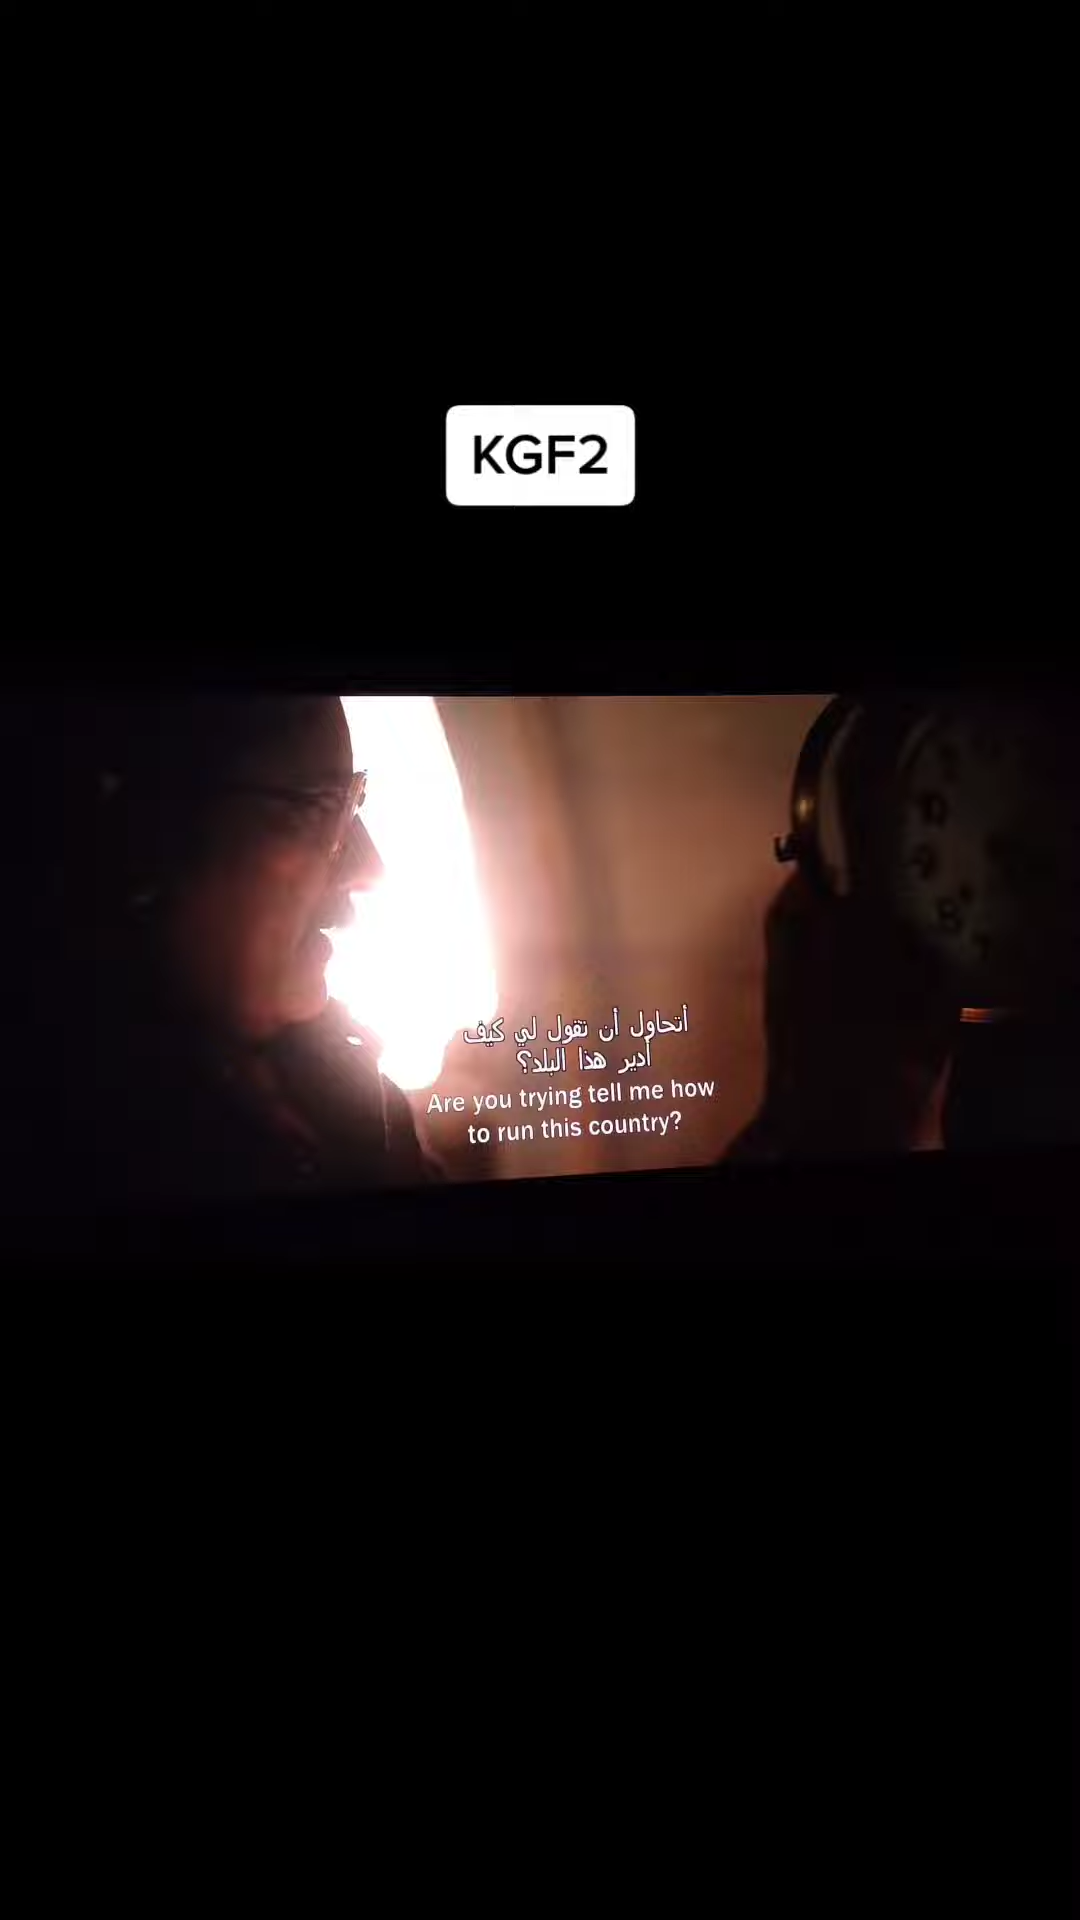 KGF2
أتحاول أن تقول لي كيف
أدير هذا البلد؟
Are you trying tell me how
to run this country?